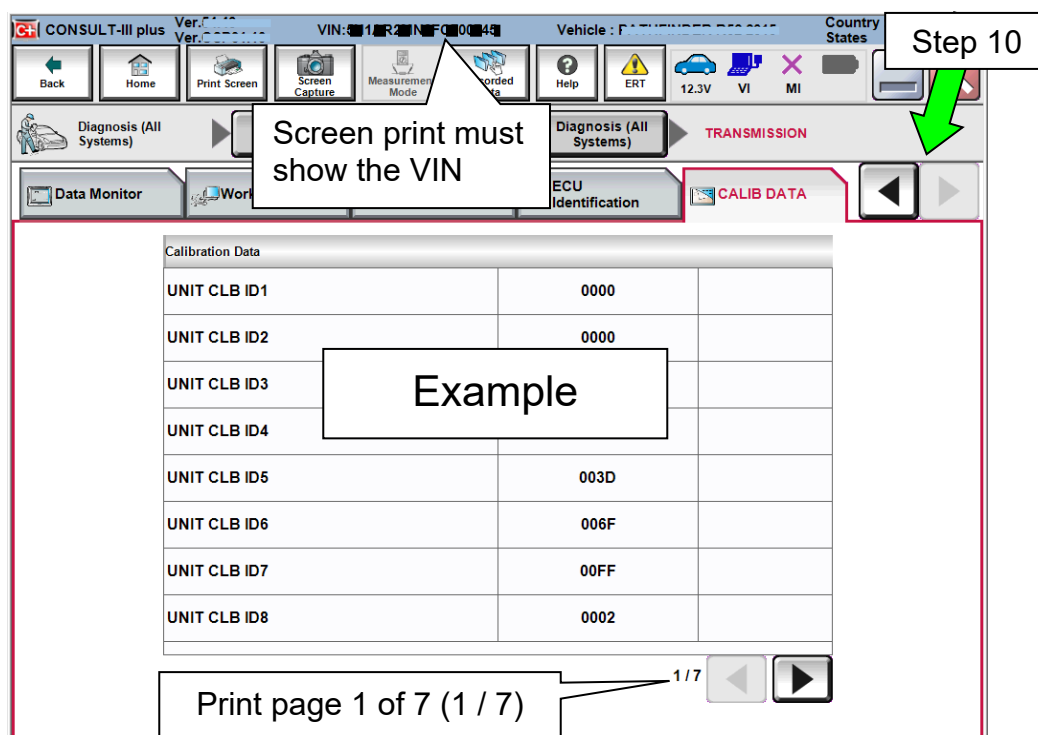 CONSULT-III plus
Ver.
Ver.
VIN:
Vehicle :
Country
States
Step 10
Back
Home
Print Screen
Screen Capture
Measurement Mode
Help
ERT
12.3V
VI
MI
Diagnosis (All Systems)
Screen print must
show the VIN
Diagnosis (All Systems)
TRANSMISSION
Data Monitor
ECU Identification
CALIB DATA
Calibration Data
UNIT CLB ID1 0000
UNIT CLB ID2 0000
UNIT CLB ID3
Example
UNIT CLB ID4
UNIT CLB ID5 003D
UNIT CLB ID6 006F
UNIT CLB ID7 00FF
UNIT CLB ID8 0002
1 / 7
Print page 1 of 7 (1 / 7)